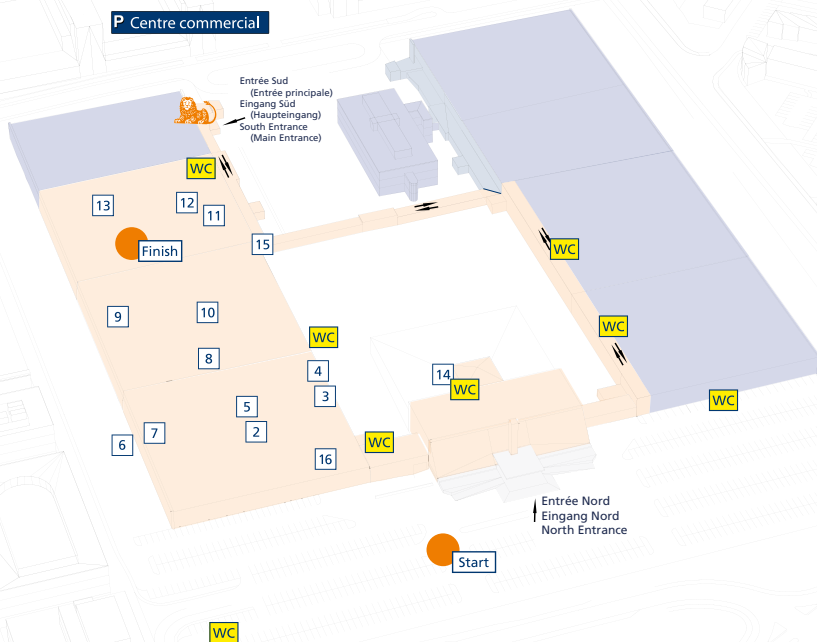 P Centre commercial
Entrée Sud
(Entrée principale)
Eingang Süd
(Haupteingang)
South Entrance
(Main Entrance)
WC
13
12
11
Finish
15
WC
9
10
WC
WC
8
4
14
3
WC
WC
5
2
7
6
WC
16
Entrée Nord
Eingang Nord
North Entrance
Start
WC